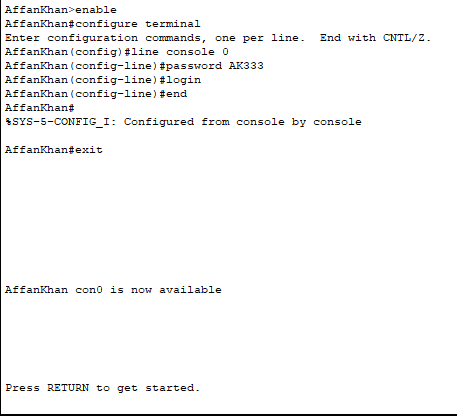 AffanKhan>enable
AffanKhan#configure terminal
Enter configuration commands, one per line.  End with CNTL/Z.
AffanKhan(config)#line console 0
AffanKhan(config-line)#password AK333
AffanKhan(config-line)#login
AffanKhan(config-line)#end
AffanKhan#
%SYS-5-CONFIG_I: Configured from console by console
AffanKhan#exit
AffanKhan con0 is now available
Press RETURN to get started.